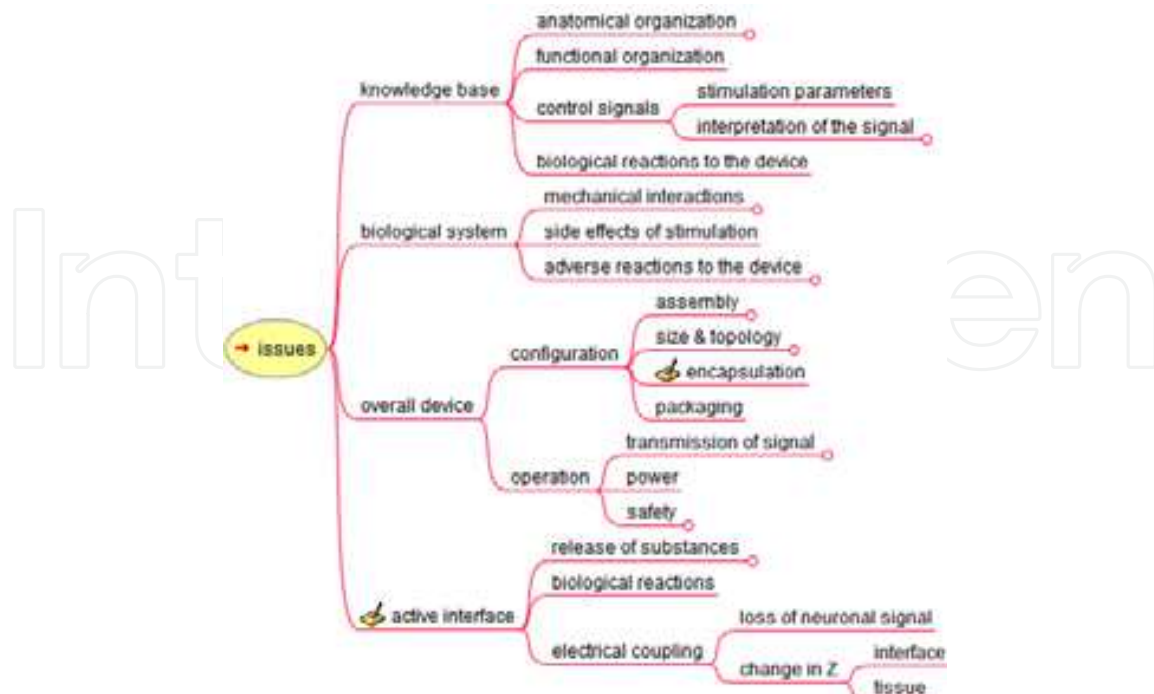 anatomical organization
functional organization
knowledge base
stimulation parameters
control signals
interpretation of the signal
biological reactions to the device
mechanical interactions
biological system
side effects of stimulation
adverse reactions to the device
assembly
size & topology
configuration
encapsulation
issues
overall device
packaging
transmission of signal
operation
power
safety
release of substances
biological reactions
active interface
loss of neuronal signal
electrical coupling
interface
change in Z
tissue
Int
en